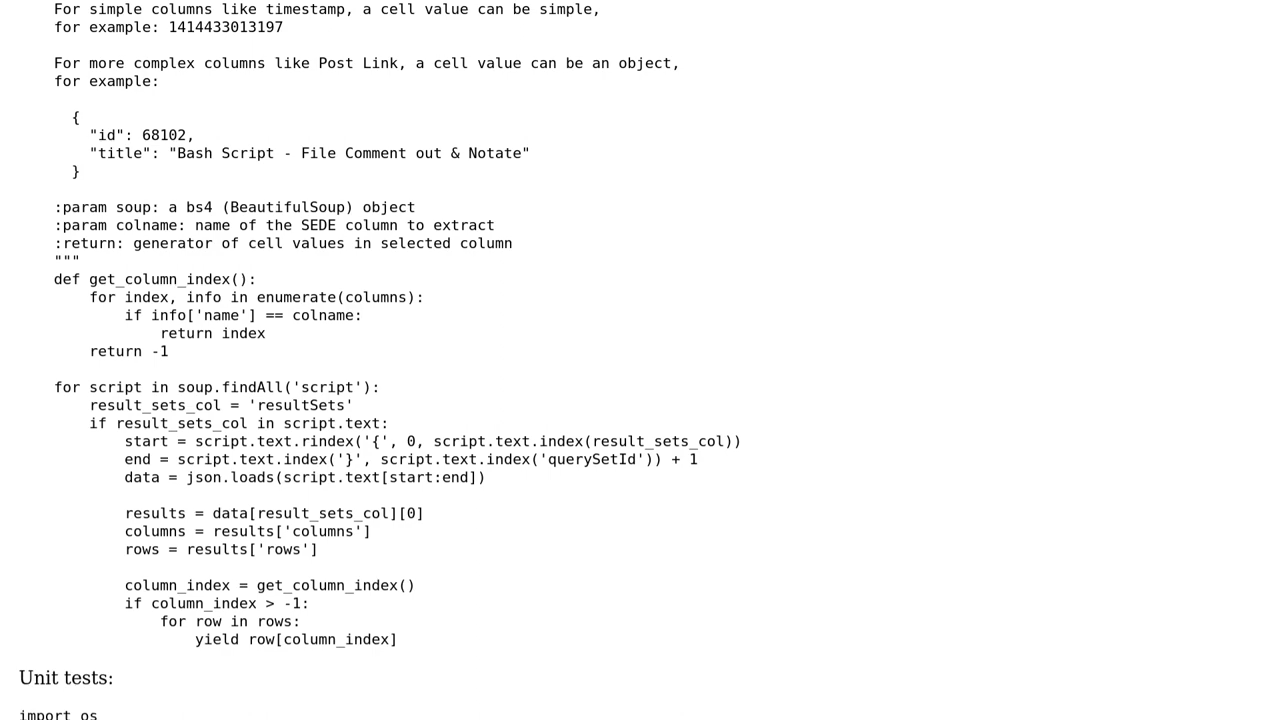 For simple columns like timestamp, a cell value can be simple,
for example: 1414433013197
For more complex columns like Post Link, a cell value can be an object,
for example:
{
"id": 68102,
"title": "Bash Script - File Comment out & Notate"
}
:param soup: a bs4 (BeautifulSoup) object
:param colname: name of the SEDE column to extract
:return: generator of cell values in selected column
"""
def get_column_index():
for index, info in enumerate(columns):
if info['name'] == colname:
return index
return -1
for script in soup.findAll('script'):
result_sets_col = 'resultSets'
if result_sets_col in script.text:
start = script.text.rindex('{', 0, script.text.index(result_sets_col))
end = script.text.index('}', script.text.index('querySetId')) + 1
data = json.loads(script.text[start:end])
results = data[result_sets_col][0]
columns = results['columns']
rows = results['rows']
column_index = get_column_index()
if column_index > -1:
for row in rows:
yield row[column_index]
Unit tests:
import os